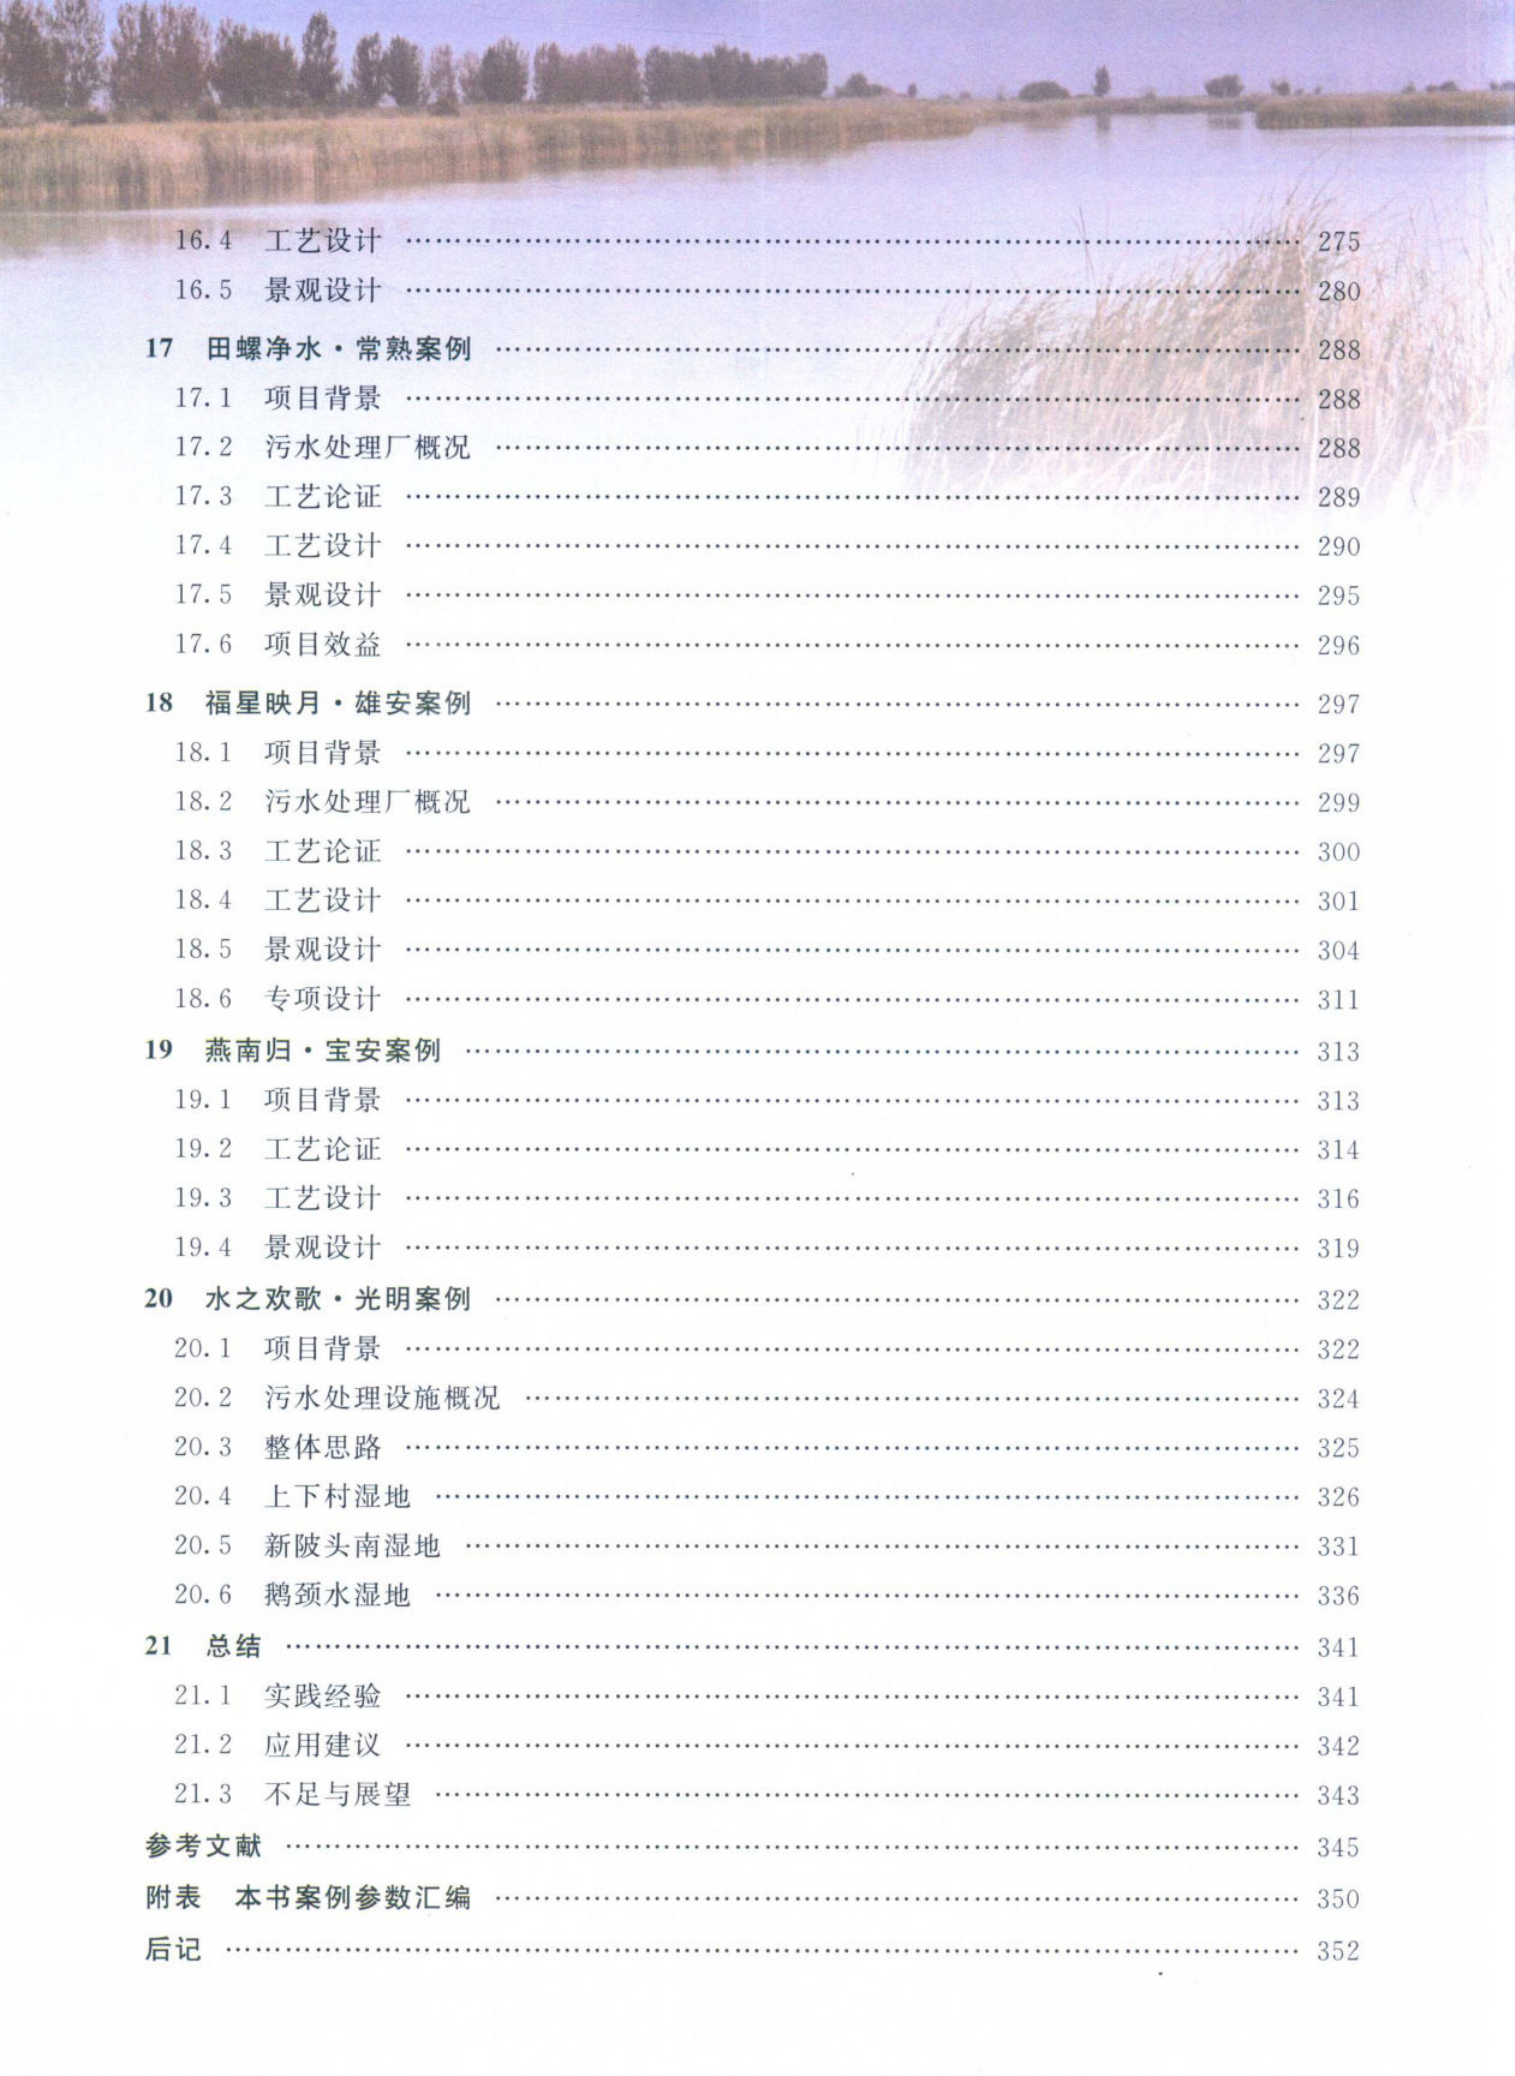 16.4 工艺设计 …… 275
16.5 景观设计 …… 280
17 田螺净水·常熟案例 …… 288
17.1 项目背景 …… 288
17.2 污水处理厂概况 …… 288
17.3 工艺论证 …… 289
17.4 工艺设计 …… 290
17.5 景观设计 …… 295
17.6 项目效益 …… 296
18 福星映月·雄安案例 …… 297
18.1 项目背景 …… 297
18.2 污水处理厂概况 …… 299
18.3 工艺论证 …… 300
18.4 工艺设计 …… 301
18.5 景观设计 …… 304
18.6 专项设计 …… 311
19 燕南归·宝安案例 …… 313
19.1 项目背景 …… 313
19.2 工艺论证 …… 314
19.3 工艺设计 …… 316
19.4 景观设计 …… 319
20 水之欢歌·光明案例 …… 322
20.1 项目背景 …… 322
20.2 污水处理设施概况 …… 324
20.3 整体思路 …… 325
20.4 上下村湿地 …… 326
20.5 新陂头南湿地 …… 331
20.6 鹅颈水湿地 …… 336
21 总结 …… 341
21.1 实践经验 …… 341
21.2 应用建议 …… 342
21.3 不足与展望 …… 343
参考文献 …… 345
附表 本书案例参数汇编 …… 350
后记 …… 352